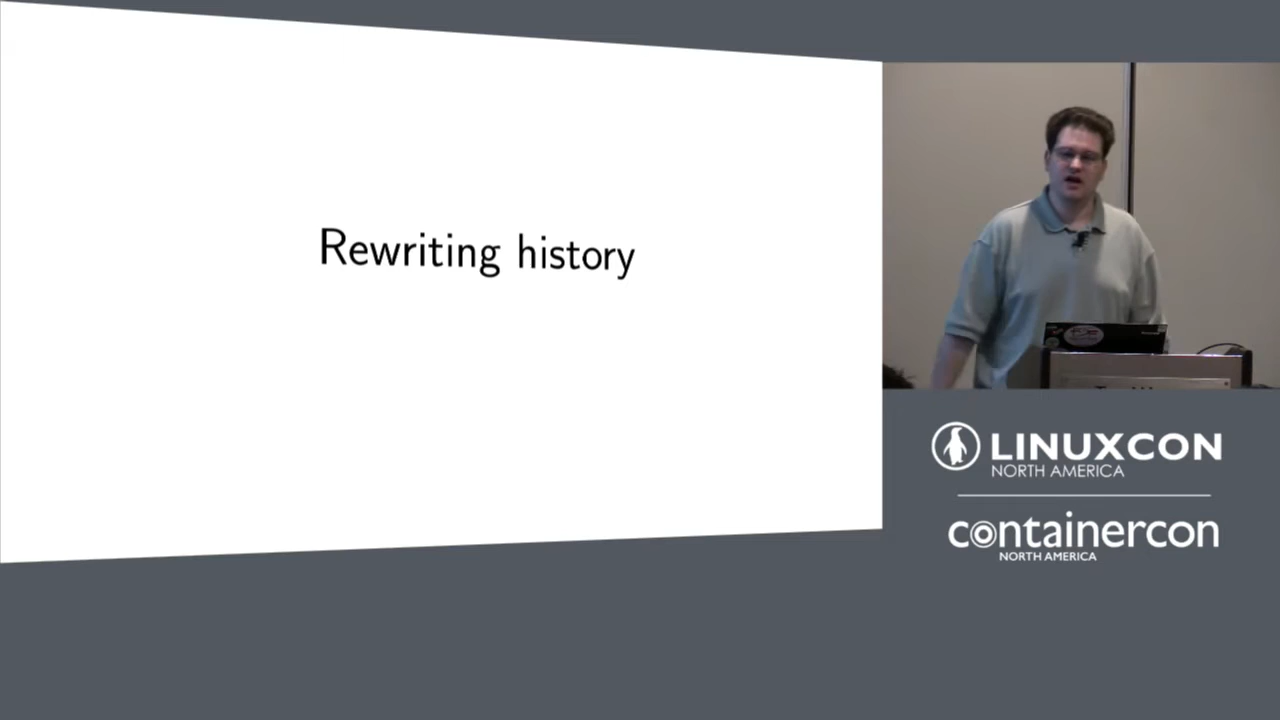 Rewriting history
LINUXCON
NORTH AMERICA
containercon
NORTH AMERICA